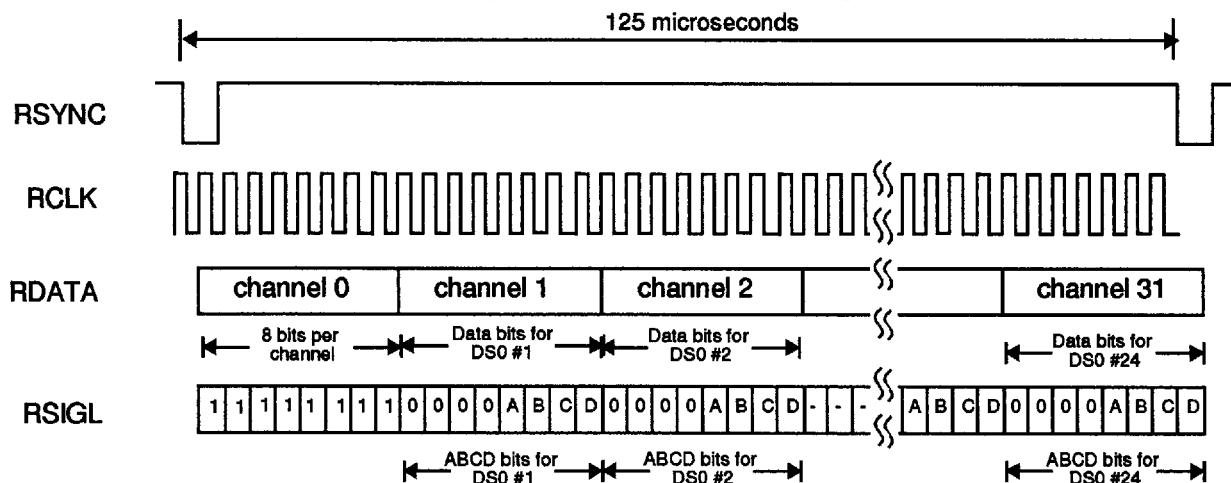 125 microseconds
RSYNC
RCLK
RDATA
channel 0 channel 1 channel 2 channel 31
8 bits per channel
Data bits for DS0 #1
Data bits for DS0 #2
Data bits for DS0 #24
RSIGL
1 1 1 1 1 1 1 1 0 0 0 0 A B C D 0 0 0 0 A B C D - - - A B C D 0 0 0 0 A B C D
ABCD bits for DS0 #1
ABCD bits for DS0 #2
ABCD bits for DS0 #24